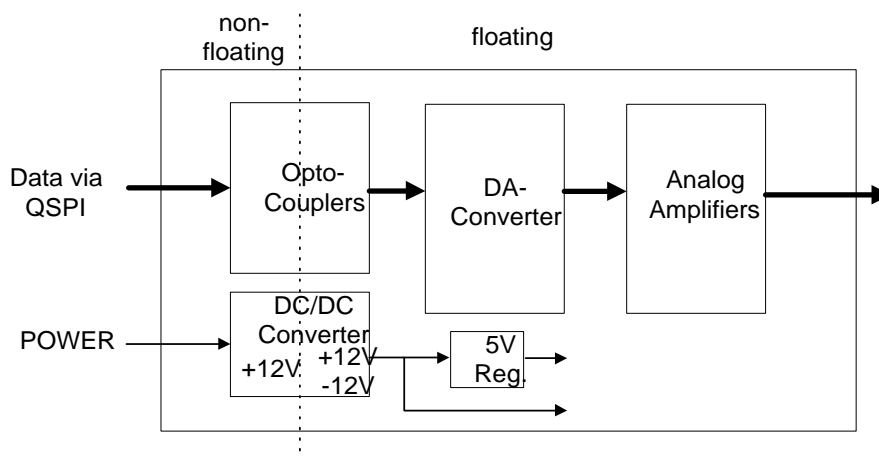 non-
floating
floating
Data via
QSPI
Opto-
Couplers
DA-
Converter
Analog
Amplifiers
POWER
DC/DC
Converter
+12V
+12V
-12V
5V
Reg.